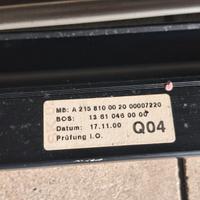 MB: A 215 810 00 20 00007220
BOS: 13 61 046 00 00
Datum: 17.11.00 Q04
Prüfung I.O.